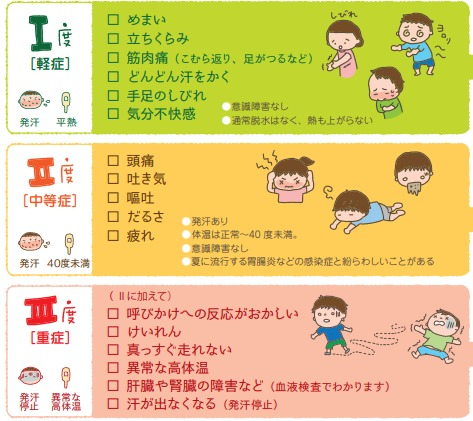 I度
[軽症]
発汗 平熱
□ めまい
□ 立ちくらみ
□ 筋肉痛（こむら返り、足がつるなど）
□ どんどん汗をかく
□ 手足のしびれ
□ 気分不快感
●意識障害なし
●通常脱水はなく、熱も上がらない
しびれ
ヨロリ
II度
[中等症]
発汗 40度未満
□ 頭痛
□ 吐き気
□ 嘔吐
□ だるさ
□ 疲れ
●発汗あり
●体温は正常〜40度未満。
●意識障害なし
●夏に流行する胃腸炎などの感染症と紛らわしいことがある
III度
[重症]
発汗停止 異常な高体温
（IIに加えて）
□ 呼びかけへの反応がおかしい
□ けいれん
□ 真っすぐ走れない
□ 異常な高体温
□ 肝臓や腎臓の障害など（血液検査でわかります）
□ 汗が出なくなる（発汗停止）